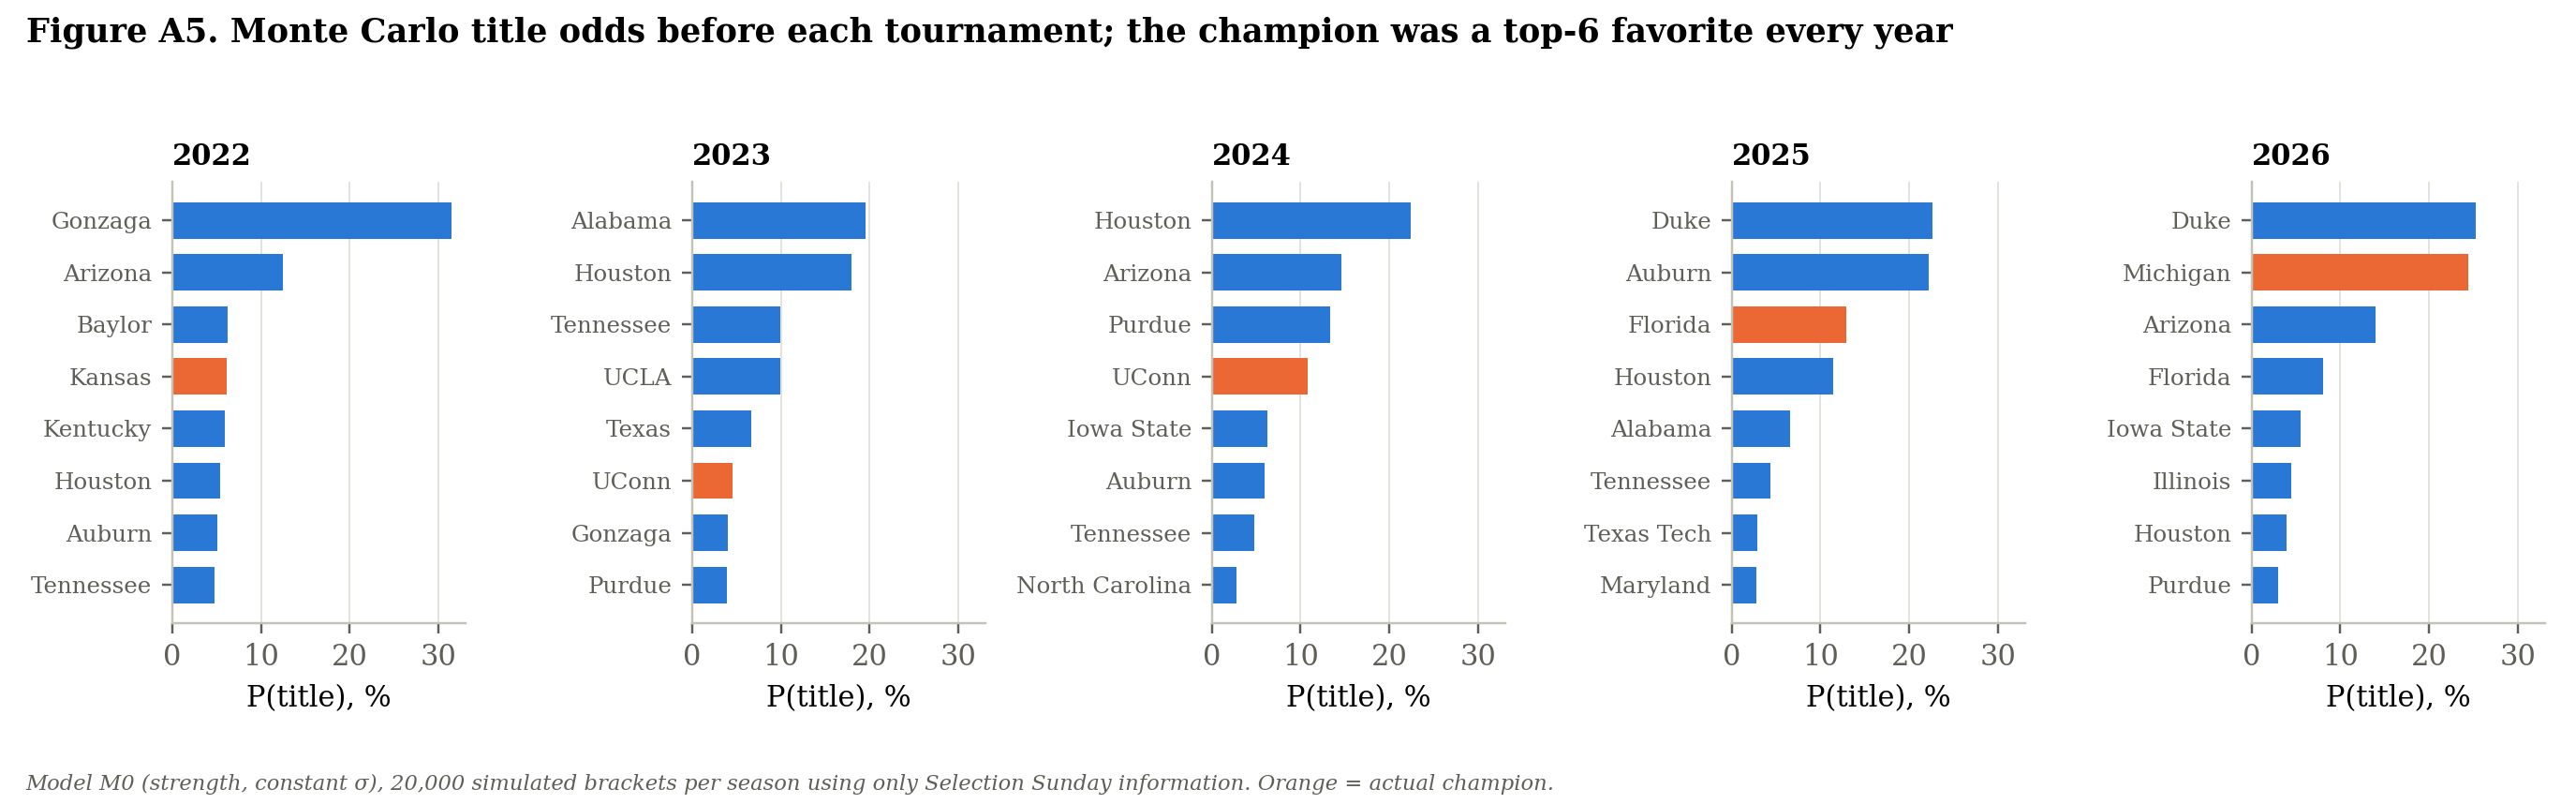 Figure A5. Monte Carlo title odds before each tournament; the champion was a top-6 favorite every year
2022
Gonzaga
Arizona
Baylor
Kansas
Kentucky
Houston
Auburn
Tennessee
0 10 20 30
P(title), %
2023
Alabama
Houston
Tennessee
UCLA
Texas
UConn
Gonzaga
Purdue
0 10 20 30
P(title), %
2024
Houston
Arizona
Purdue
UConn
Iowa State
Auburn
Tennessee
North Carolina
0 10 20 30
P(title), %
2025
Duke
Auburn
Florida
Houston
Alabama
Tennessee
Texas Tech
Maryland
0 10 20 30
P(title), %
2026
Duke
Michigan
Arizona
Florida
Iowa State
Illinois
Houston
Purdue
0 10 20 30
P(title), %
Model M0 (strength, constant σ), 20,000 simulated brackets per season using only Selection Sunday information. Orange = actual champion.